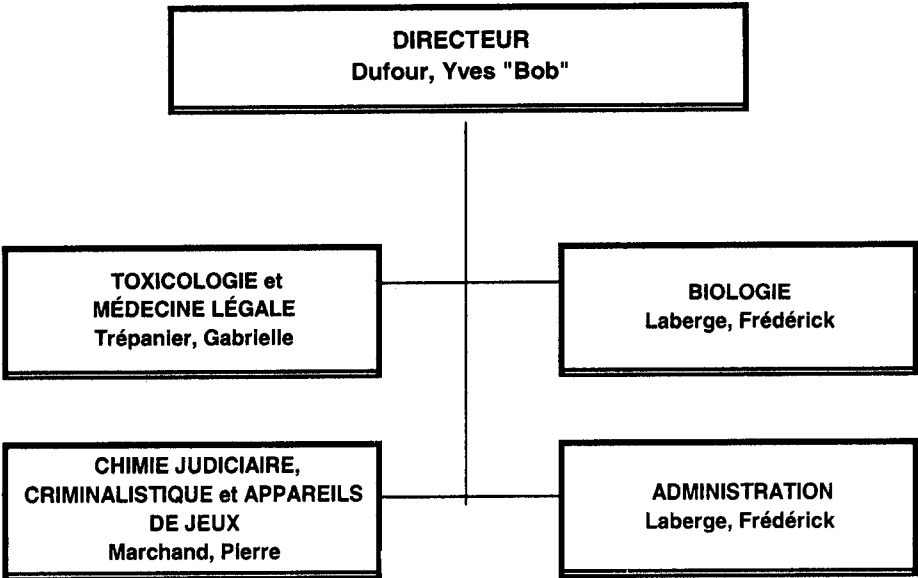 DIRECTEUR
Dufour, Yves "Bob"
TOXICOLOGIE et
MÉDECINE LÉGALE
Trépanier, Gabrielle
BIOLOGIE
Laberge, Frédérick
CHIMIE JUDICIAIRE,
CRIMINALISTIQUE et APPAREILS
DE JEUX
Marchand, Pierre
ADMINISTRATION
Laberge, Frédérick